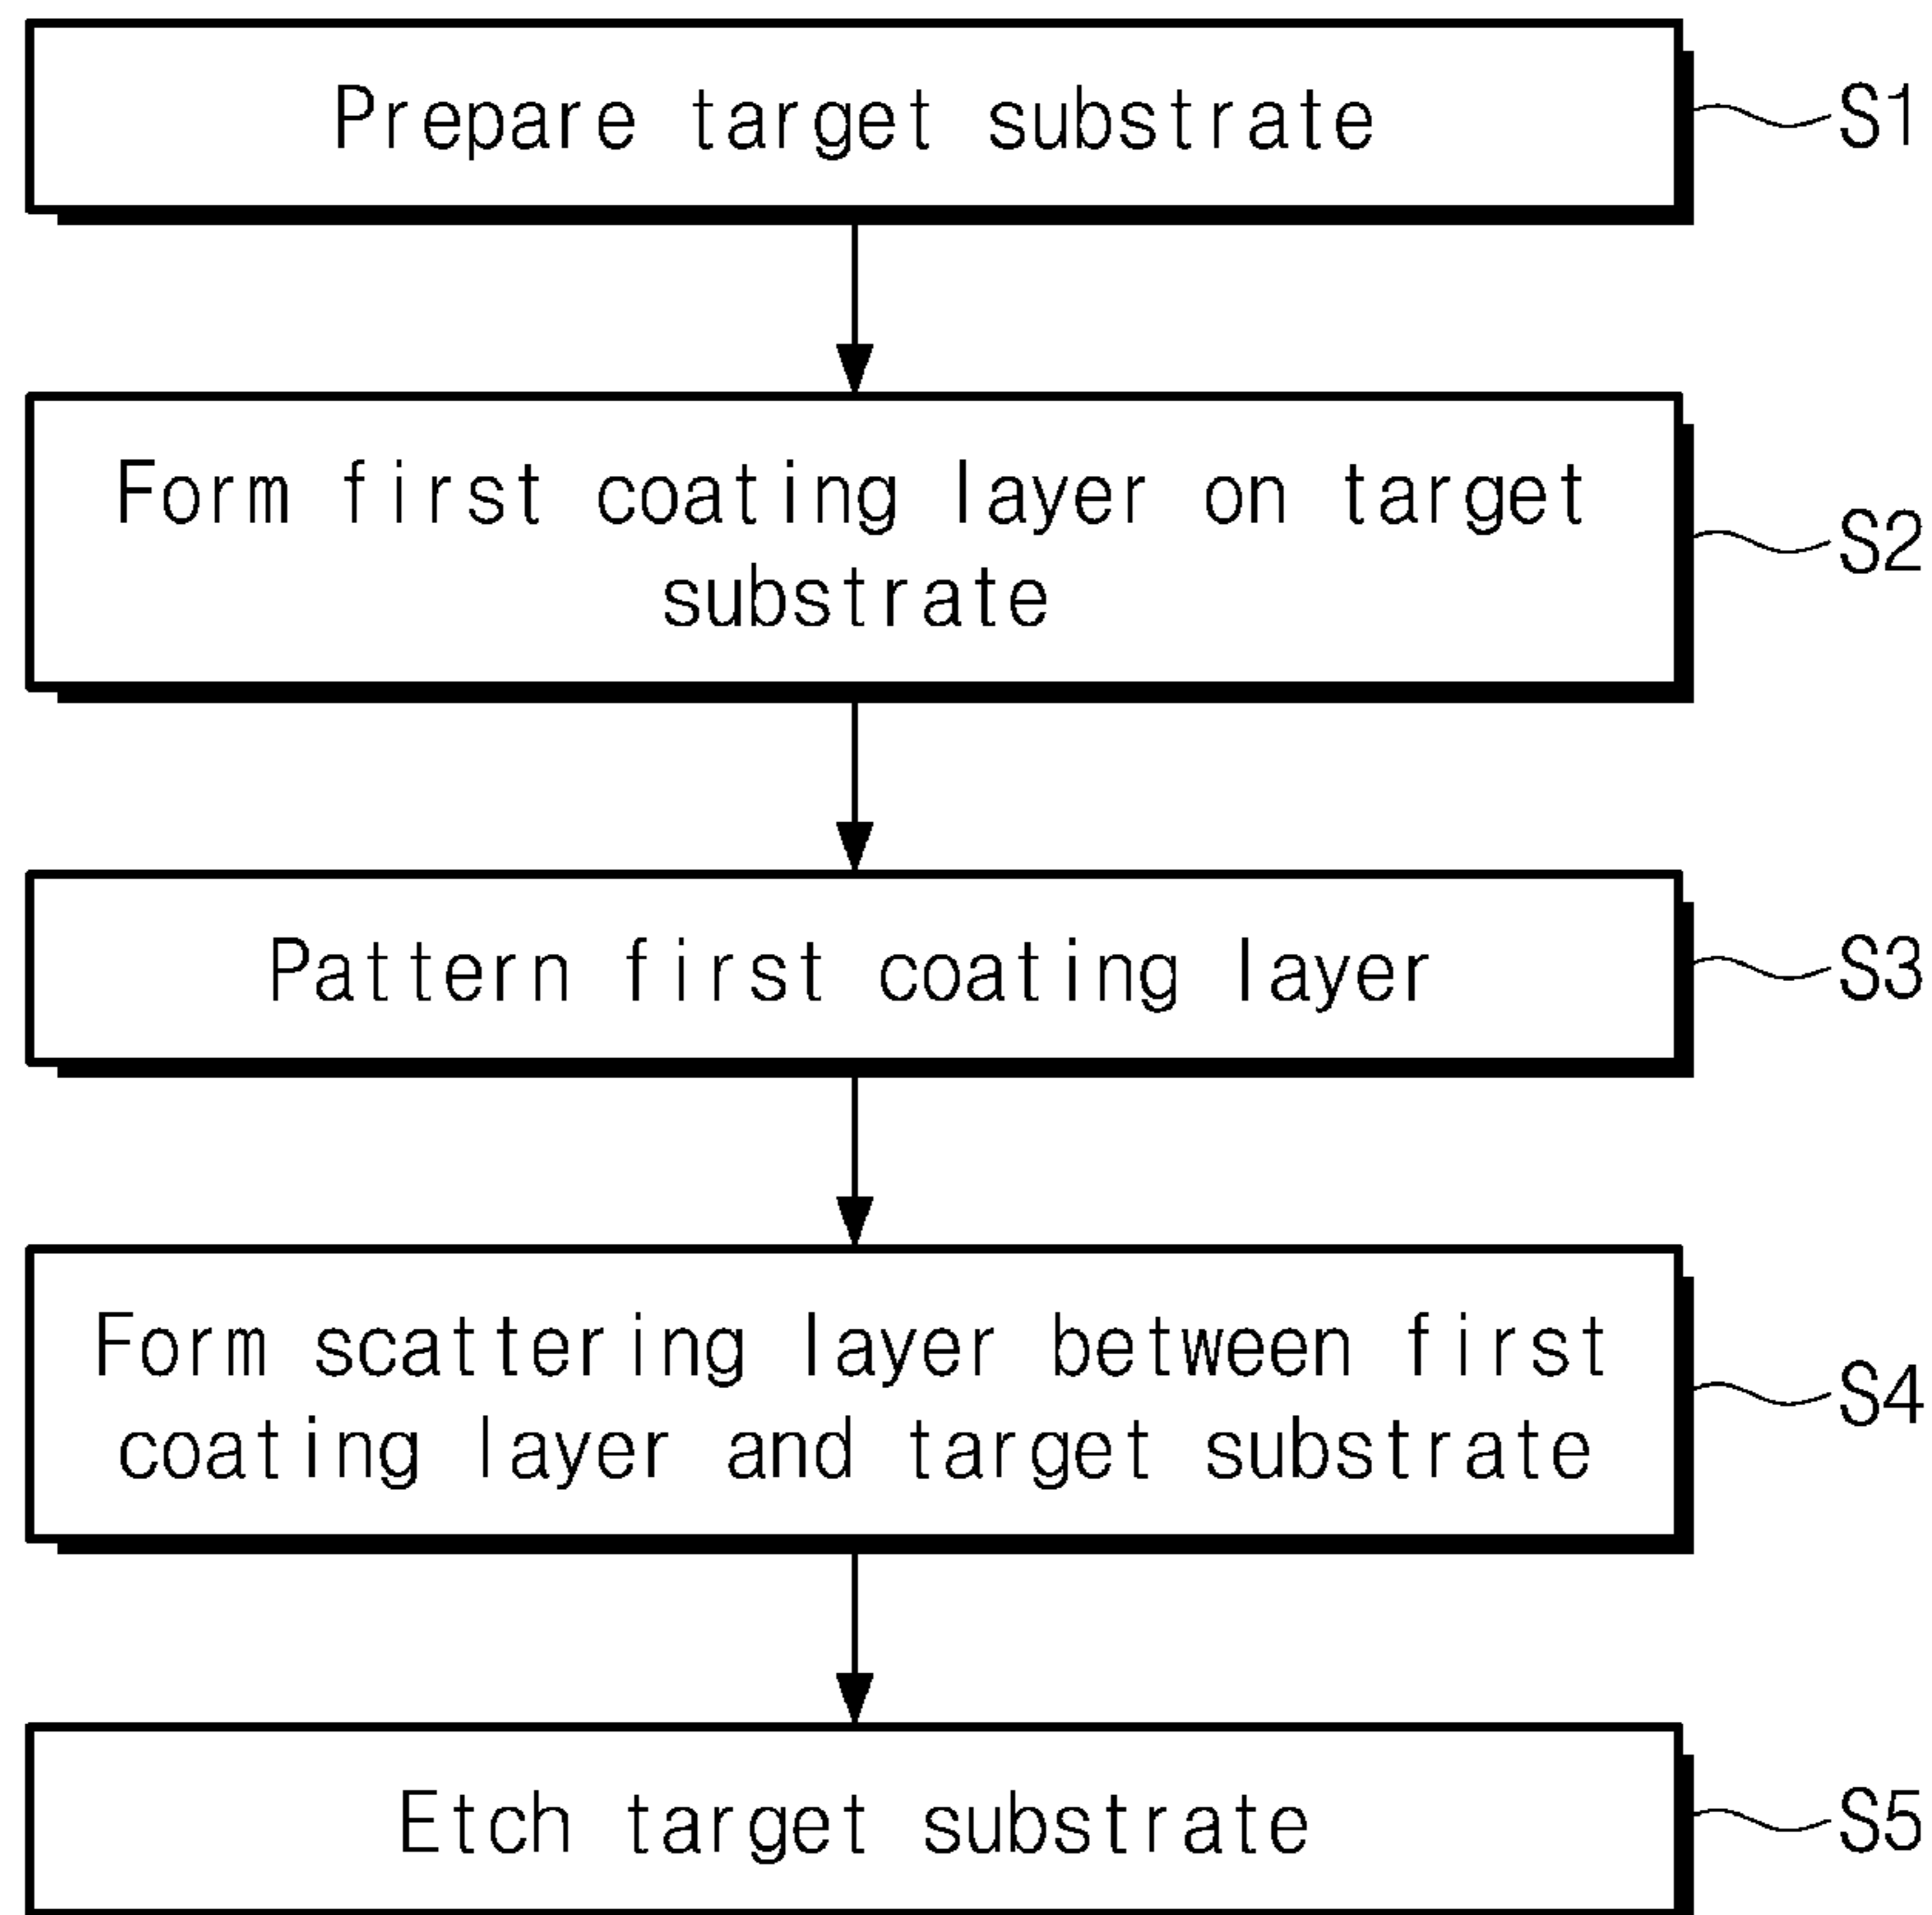 Prepare target substrate
S1
Form first coating layer on target
substrate
S2
Pattern first coating layer
S3
Form scattering layer between first
coating layer and target substrate
S4
Etch target substrate
S5